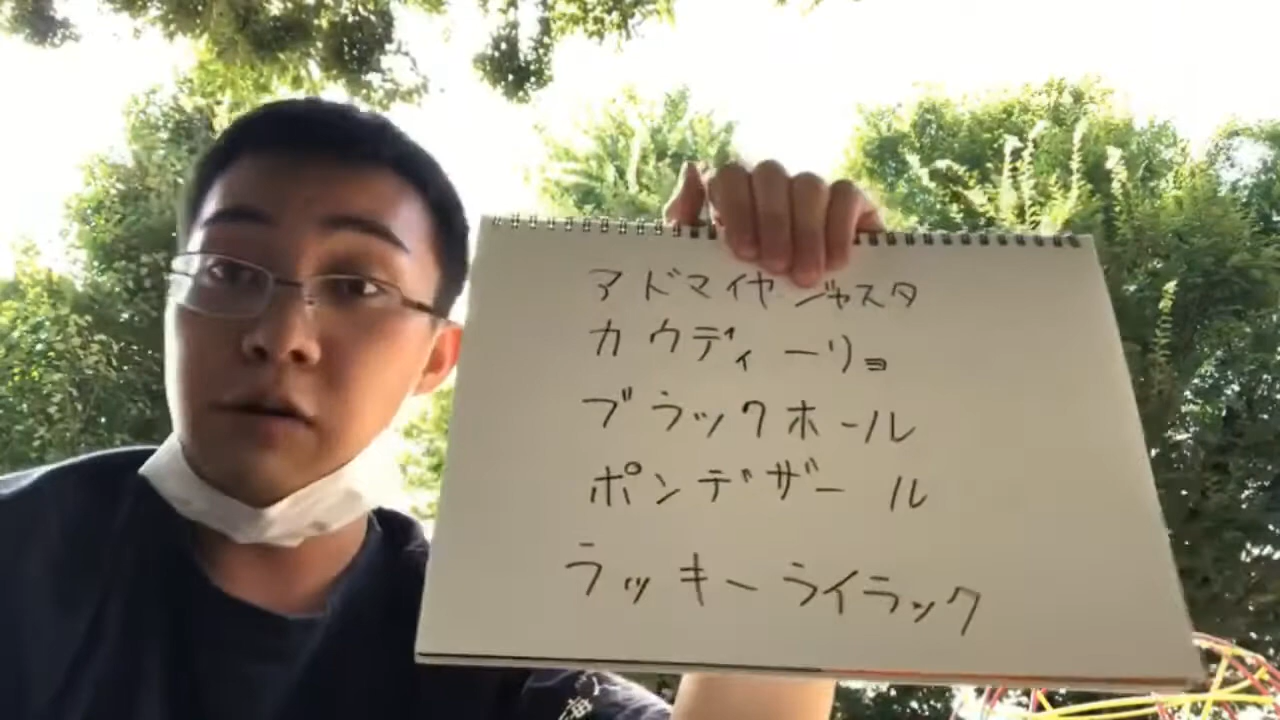 アドマイヤジャスタ
カウディーリョ
ブラックホール
ポンデザール
ラッキーライラック